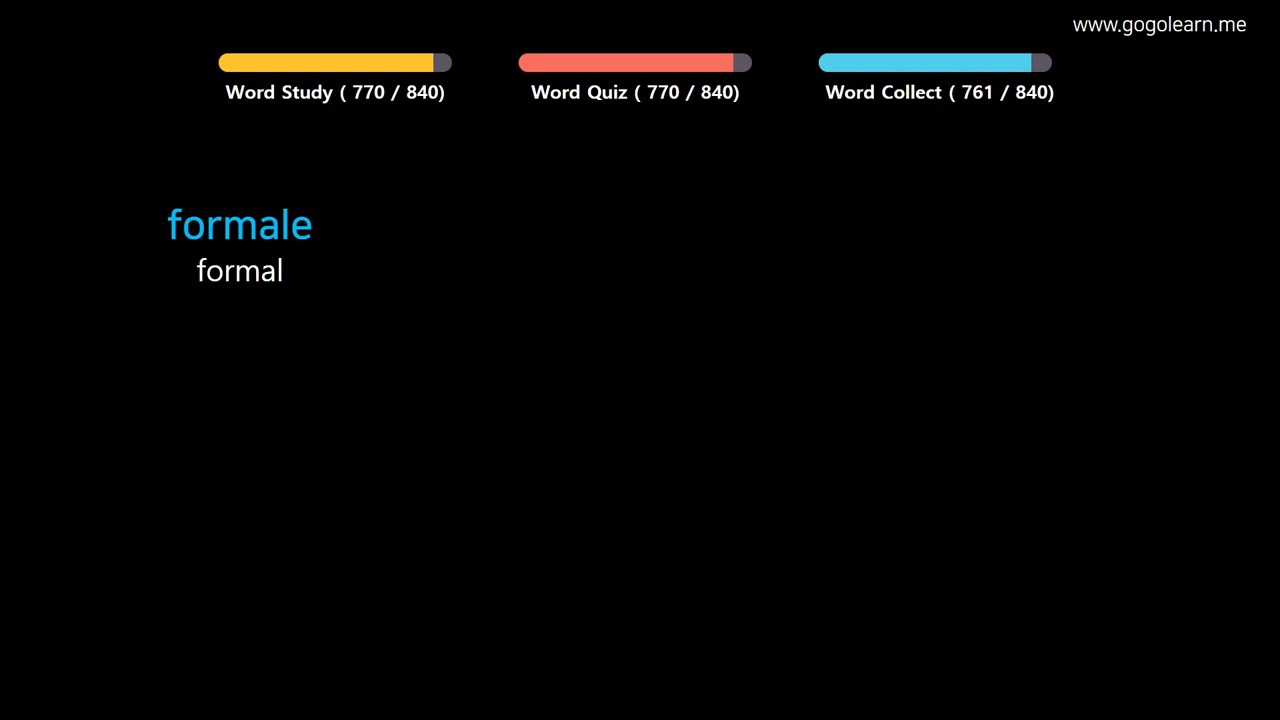 www.gogolearn.me
Word Study ( 770 / 840)
Word Quiz ( 770 / 840)
Word Collect ( 761 / 840)
formale
formal